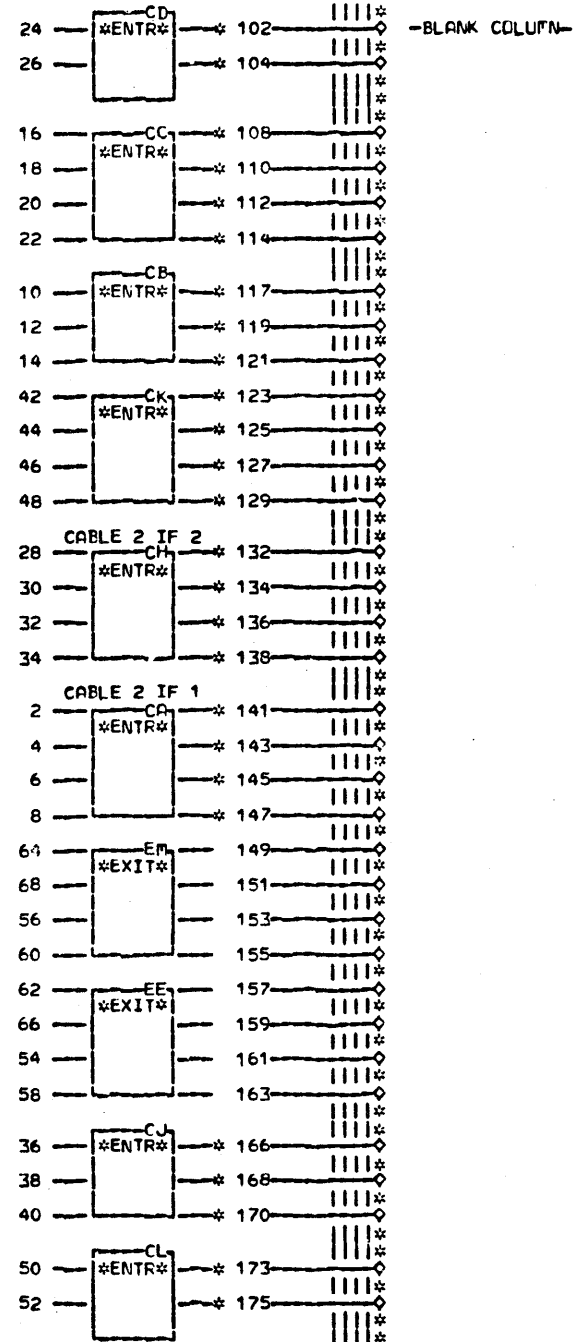 CD
24 *ENTR* * 102 -BLANK COLUMN-
26 * 104
16 CC * 108
*ENTR*
18 * 110
20 * 112
22 * 114
CB
10 *ENTR* * 117
12 * 119
14 * 121
42 CK * 123
*ENTR*
44 * 125
46 * 127
48 * 129
CABLE 2 IF 2
28 CH * 132
*ENTR*
30 * 134
32 * 136
34 * 138
CABLE 2 IF 1
2 CA * 141
*ENTR*
4 * 143
6 * 145
8 * 147
64 EM 149
*EXIT*
68 151
56 153
60 155
62 EE 157
*EXIT*
66 159
54 161
58 163
CJ
36 *ENTR* * 166
38 * 168
40 * 170
CL
50 *ENTR* * 173
52 * 175